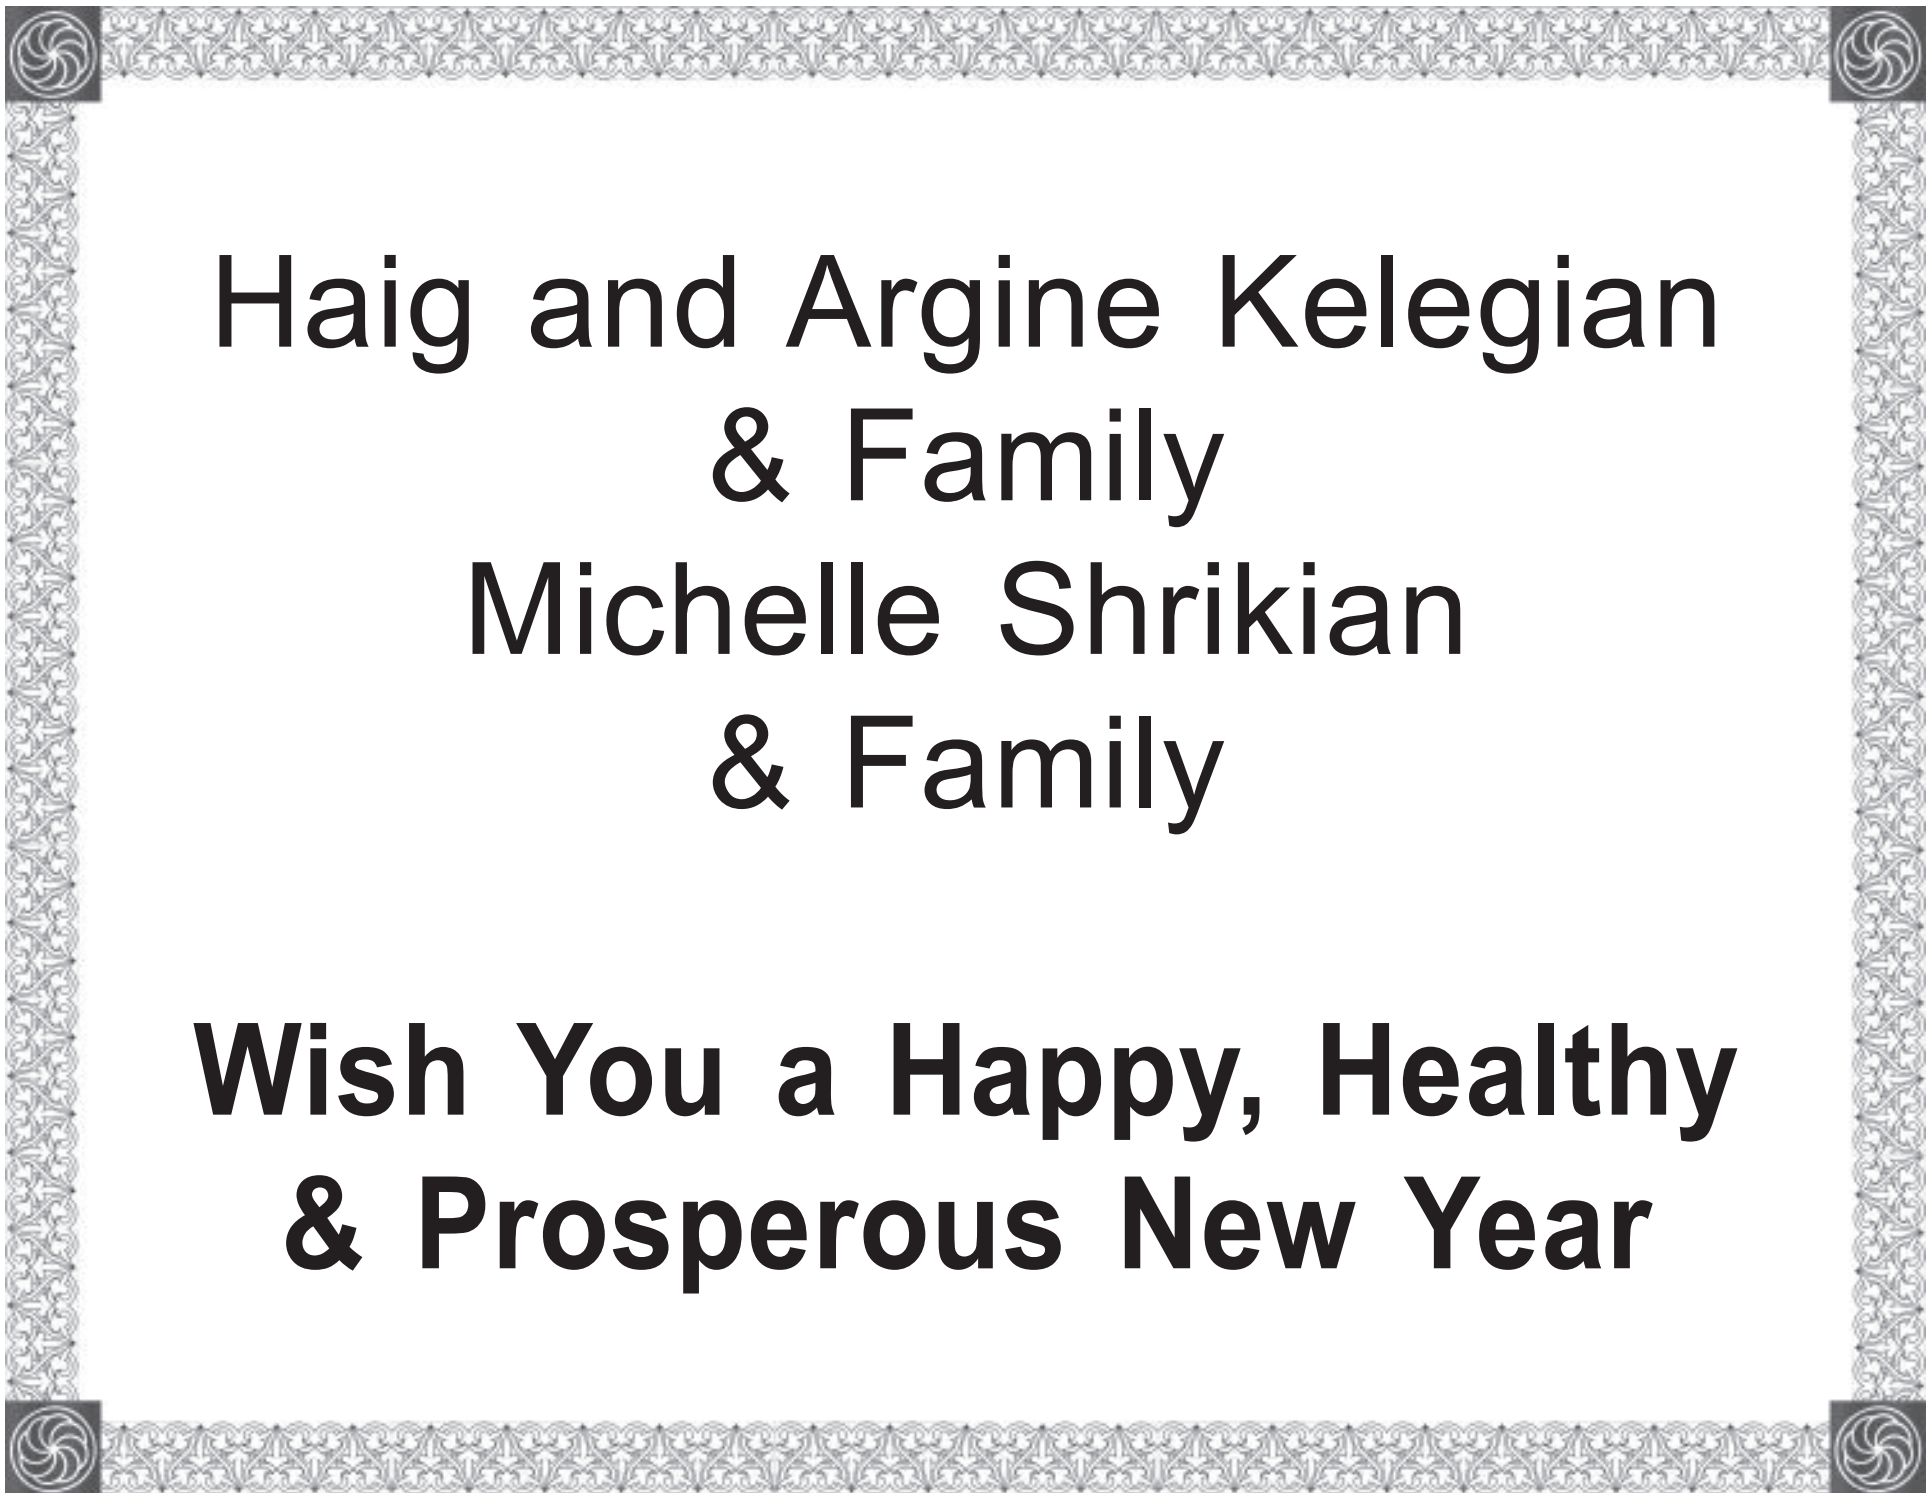 Haig and Argine Kelegian
& Family
Michelle Shrikian
& Family
Wish You a Happy, Healthy
& Prosperous New Year